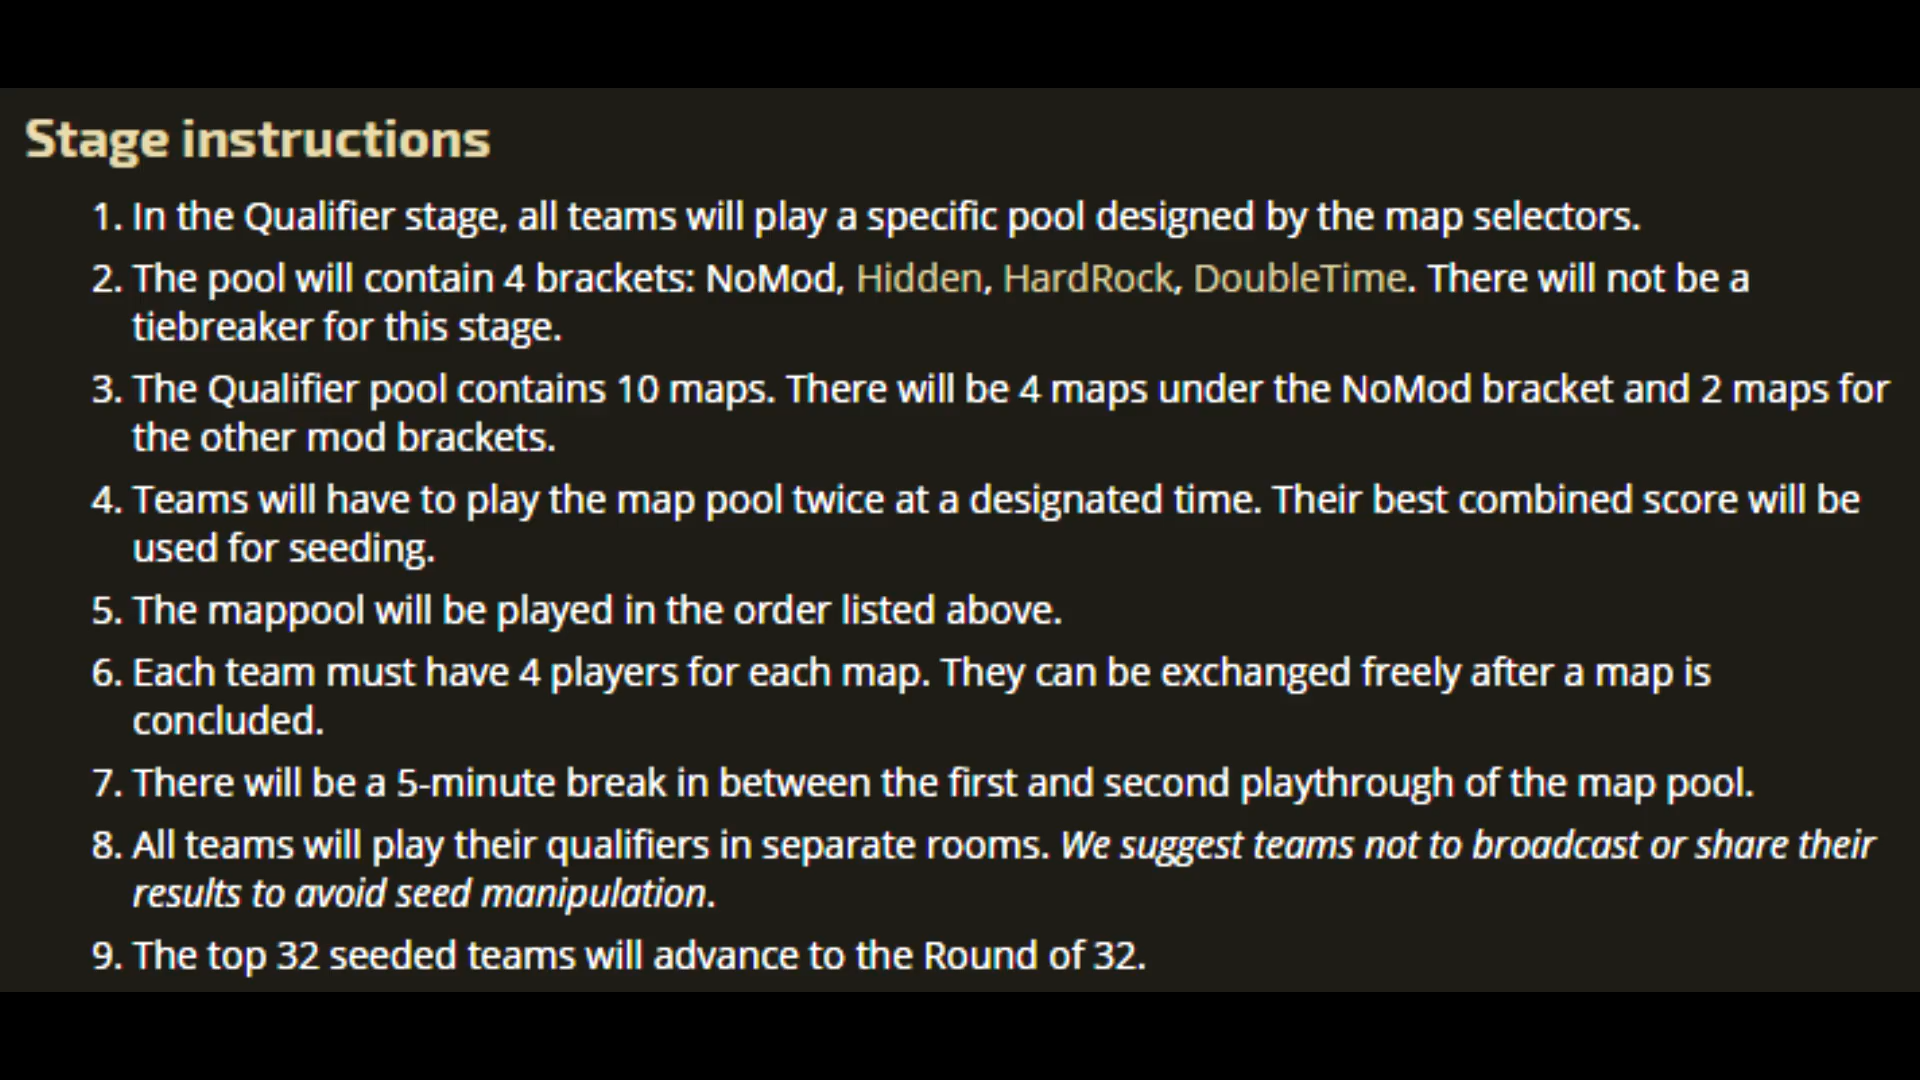 Stage instructions
1. In the Qualifier stage, all teams will play a specific pool designed by the map selectors.
2. The pool will contain 4 brackets: NoMod, Hidden, HardRock, DoubleTime. There will not be a
tiebreaker for this stage.
3. The Qualifier pool contains 10 maps. There will be 4 maps under the NoMod bracket and 2 maps for
the other mod brackets.
4. Teams will have to play the map pool twice at a designated time. Their best combined score will be
used for seeding.
5. The mappool will be played in the order listed above.
6. Each team must have 4 players for each map. They can be exchanged freely after a map is
concluded.
7. There will be a 5-minute break in between the first and second playthrough of the map pool.
8. All teams will play their qualifiers in separate rooms. We suggest teams not to broadcast or share their
results to avoid seed manipulation.
9. The top 32 seeded teams will advance to the Round of 32.